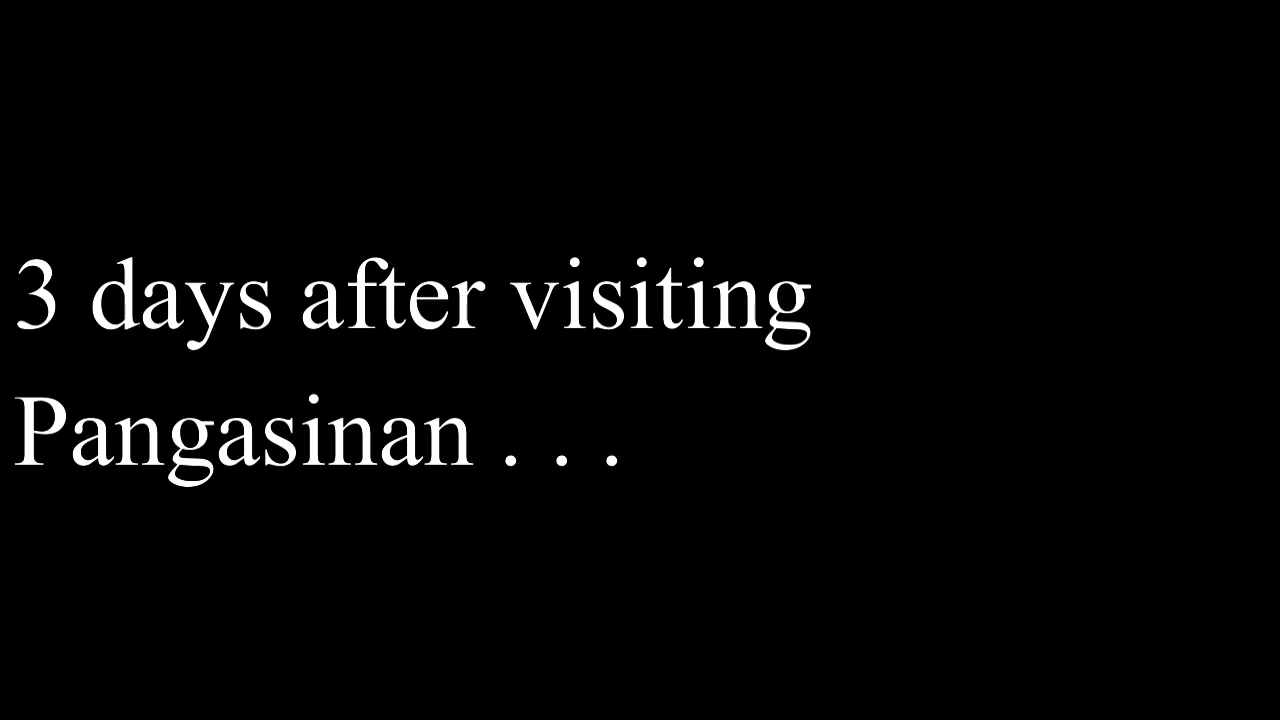 3 days after visiting
Pangasinan . . .